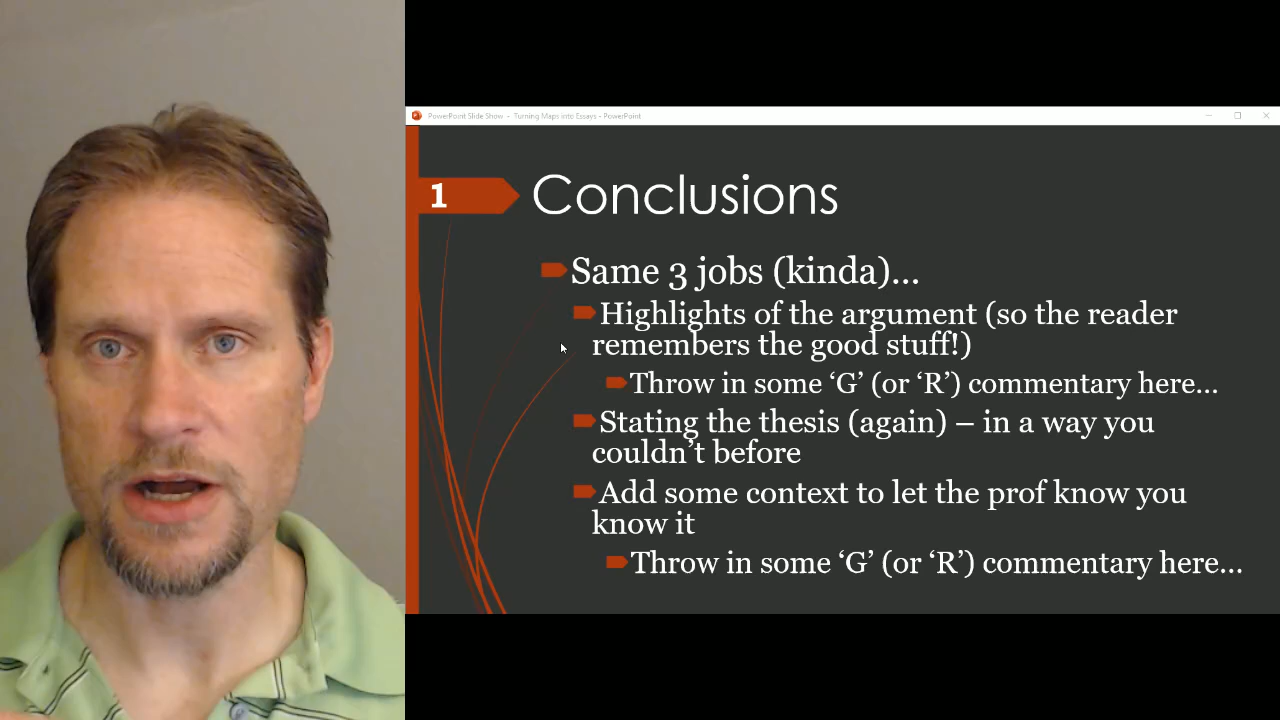 PowerPoint Slide Show - Turning Maps into Essays - PowerPoint
1
Conclusions
Same 3 jobs (kinda)...
Highlights of the argument (so the reader
remembers the good stuff!)
Throw in some ‘G’ (or ‘R’) commentary here...
Stating the thesis (again) – in a way you
couldn’t before
Add some context to let the prof know you
know it
Throw in some ‘G’ (or ‘R’) commentary here...